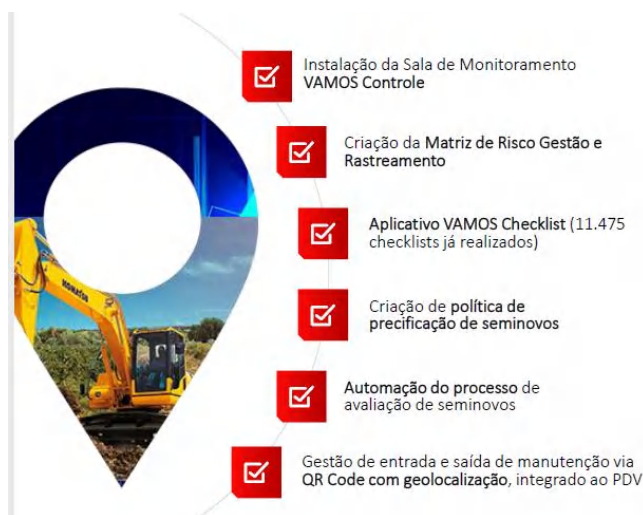 Instalação da Sala de Monitoramento
VAMOS Controle
Criação da Matriz de Risco Gestão e
Rastreamento
Aplicativo VAMOS Checklist (11.475
checklists já realizados)
Criação de política de
precificação de seminovos
Automação do processo de
avaliação de seminovos
Gestão de entrada e saída de manutenção via
QR Code com geolocalização, integrado ao PDV
KOMATSU